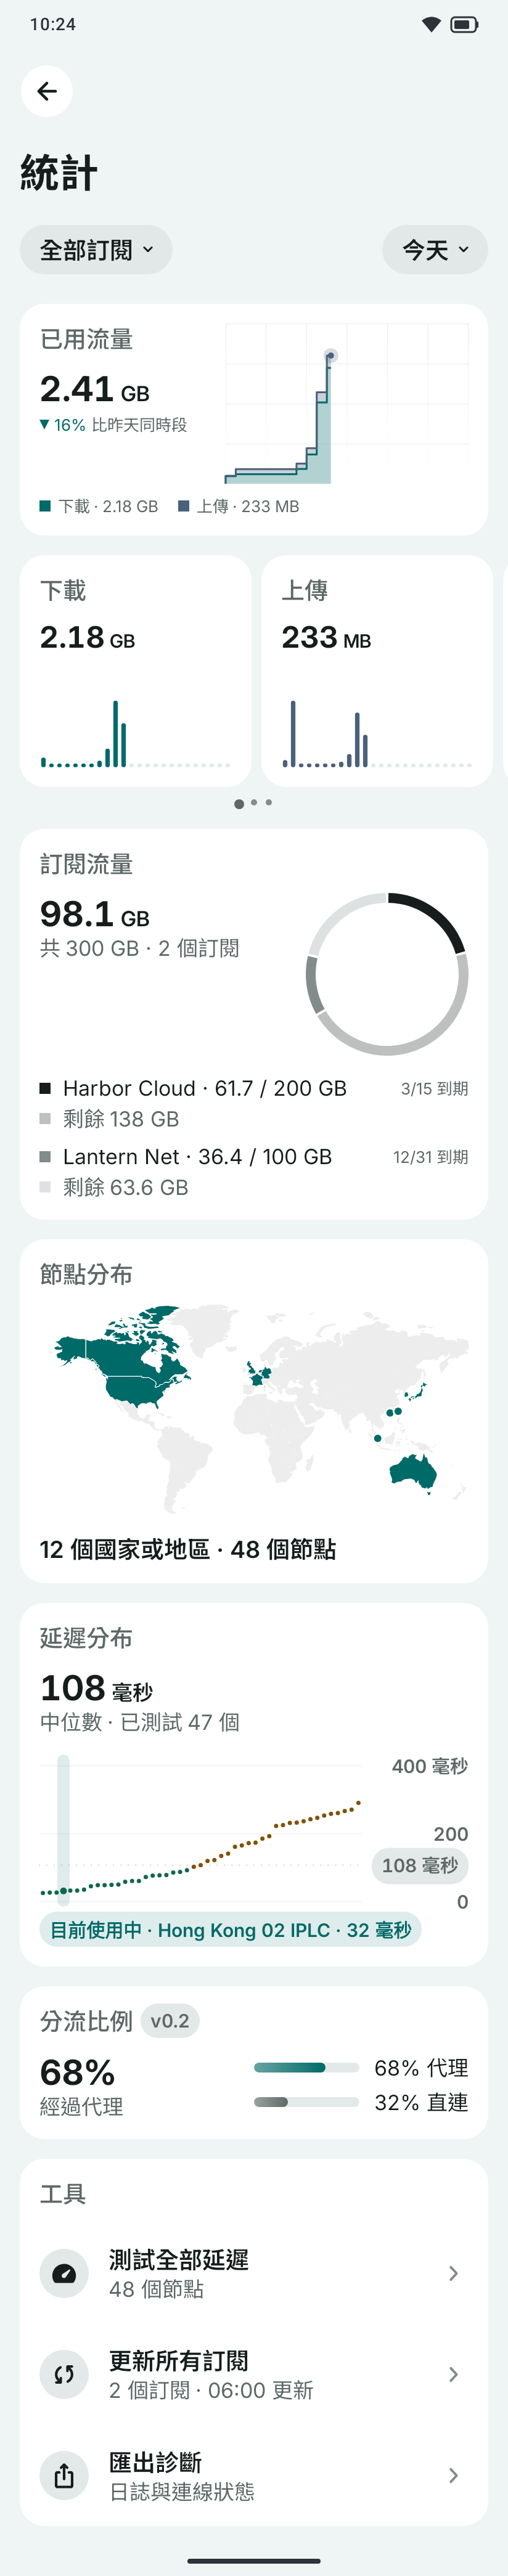 10:24
統計
全部訂閱
今天
已用流量
2.41 GB
▼ 16% 比昨天同時段
下載 · 2.18 GB
上傳 · 233 MB
下載
2.18 GB
上傳
233 MB
訂閱流量
98.1 GB
共 300 GB · 2 個訂閱
Harbor Cloud · 61.7 / 200 GB
3/15 到期
剩餘 138 GB
Lantern Net · 36.4 / 100 GB
12/31 到期
剩餘 63.6 GB
節點分布
12 個國家或地區 · 48 個節點
延遲分布
108 毫秒
中位數 · 已測試 47 個
400 毫秒
200
108 毫秒
0
目前使用中 · Hong Kong 02 IPLC · 32 毫秒
分流比例 v0.2
68%
經過代理
68% 代理
32% 直連
工具
測試全部延遲
48 個節點
更新所有訂閱
2 個訂閱 · 06:00 更新
匯出診斷
日誌與連線狀態